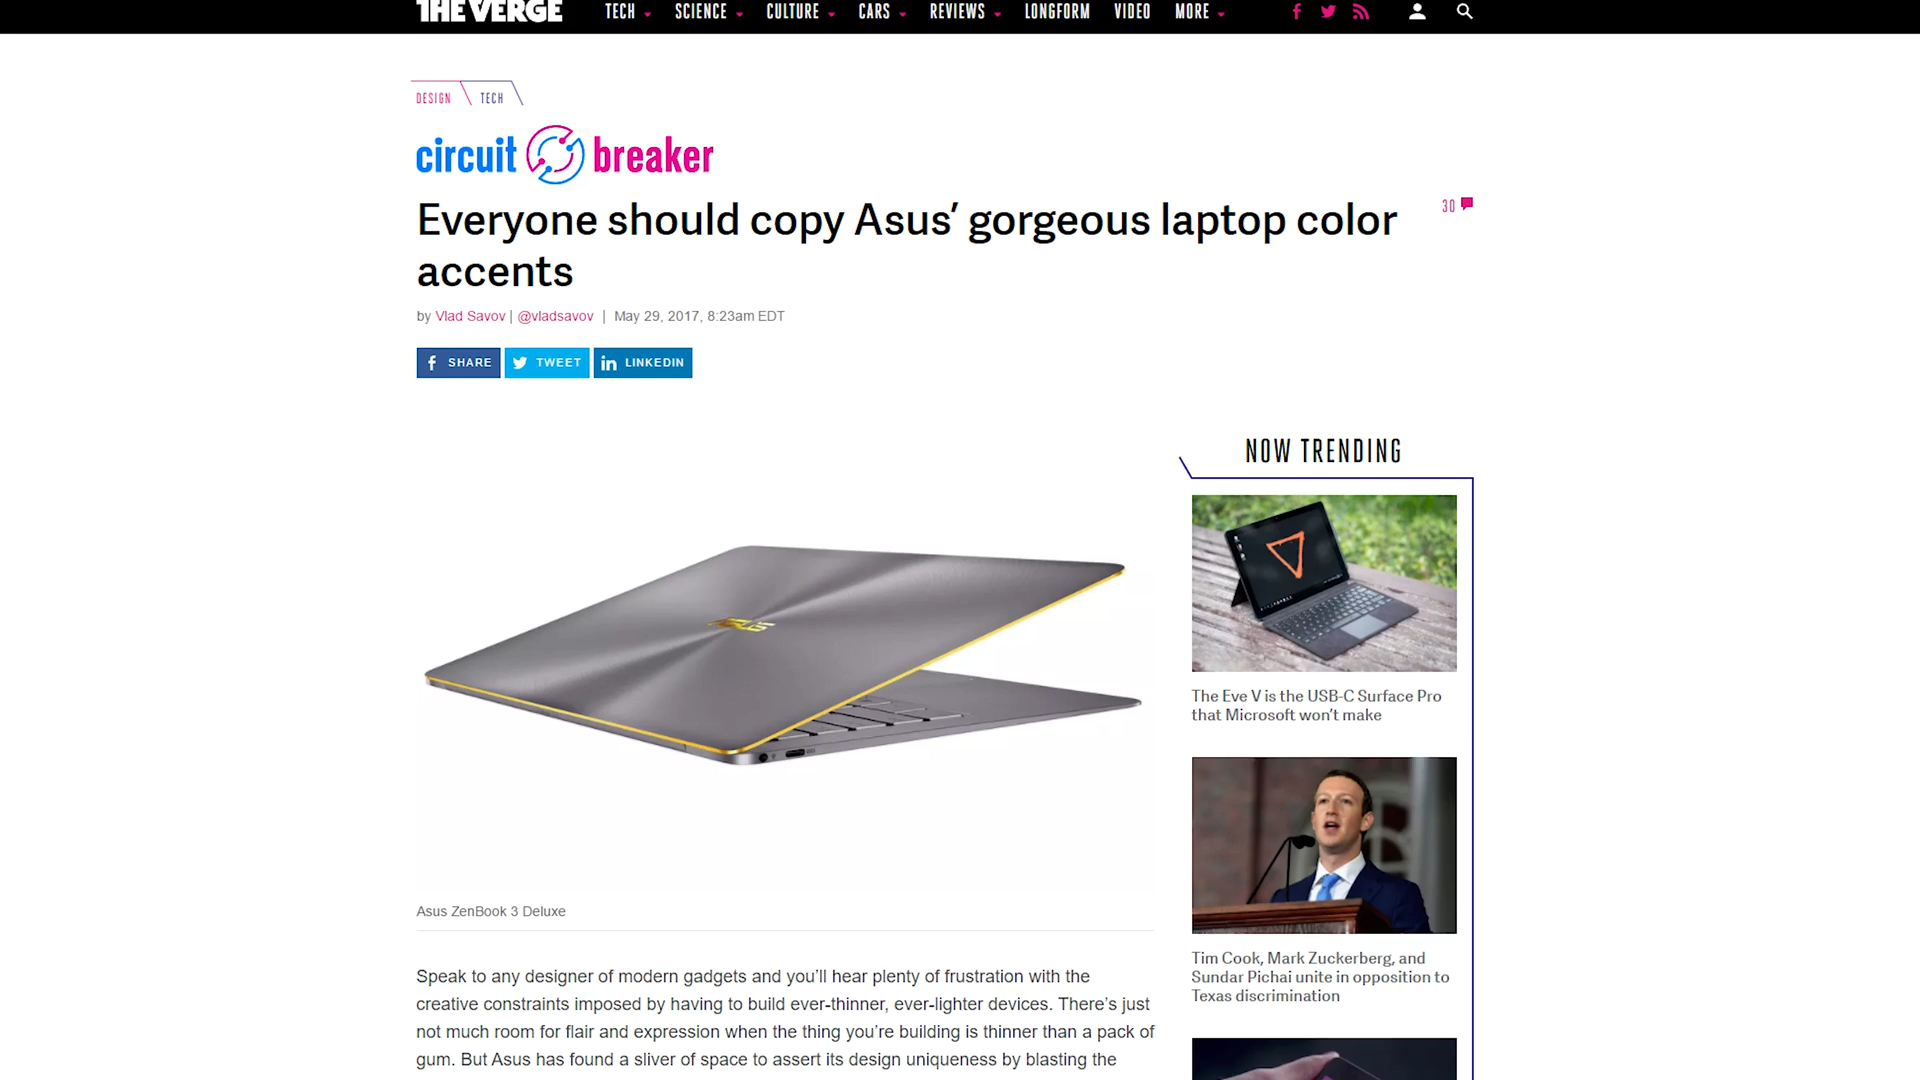 THE VERGE TECH SCIENCE CULTURE CARS REVIEWS LONGFORM VIDEO MORE
DESIGN TECH
circuit breaker
Everyone should copy Asus’ gorgeous laptop color
accents
30
by Vlad Savov | @vladsavov | May 29, 2017, 8:23am EDT
SHARE TWEET LINKEDIN
ASUS
Asus ZenBook 3 Deluxe
Speak to any designer of modern gadgets and you’ll hear plenty of frustration with the
creative constraints imposed by having to build ever-thinner, ever-lighter devices. There’s just
not much room for flair and expression when the thing you’re building is thinner than a pack of
gum. But Asus has found a sliver of space to assert its design uniqueness by blasting the
NOW TRENDING
The Eve V is the USB-C Surface Pro
that Microsoft won’t make
Tim Cook, Mark Zuckerberg, and
Sundar Pichai unite in opposition to
Texas discrimination